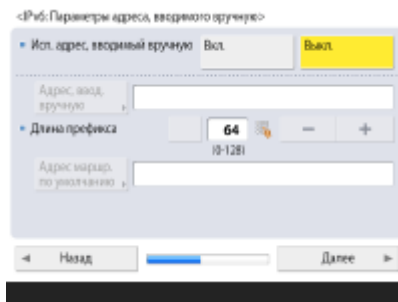 <IPv6: Параметры адреса, вводимого вручную>
Исп. адрес, вводимый вручную Вкл. Выкл.
Адрес, ввод.
вручную
Длина префикса 64 − +
(0-128)
Адрес маршр.
по умолчанию
Назад Далее